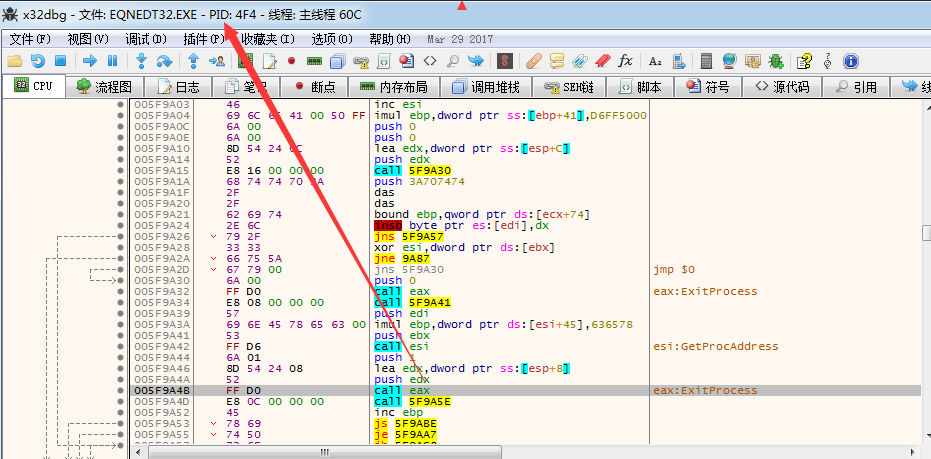 x32dbg - 文件: EQNEDT32.EXE - PID: 4F4 - 线程: 主线程 60C
文件(F) 视图(V) 调试(D) 插件(P) 收藏夹(I) 选项(O) 帮助(H) Mar 29 2017
CPU 流程图 日志 笔记 断点 内存布局 调用堆栈 SEH链 脚本 符号 源代码 引用 线
005F9A03 46 inc esi
005F9A04 69 6C 65 41 00 50 FF imul ebp,dword ptr ss:[ebp+41],D6FF5000
005F9A0C 6A 00 push 0
005F9A0E 6A 00 push 0
005F9A10 8D 54 24 0C lea edx,dword ptr ss:[esp+C]
005F9A14 52 push edx
005F9A15 E8 16 00 00 00 call 5F9A30
005F9A1A 68 74 74 70 3A push 3A707474
005F9A1F 2F das
005F9A20 2F das
005F9A21 62 69 74 bound ebp,qword ptr ds:[ecx+74]
005F9A24 2E 6C insb byte ptr es:[edi],dx
005F9A26 79 2F jns 5F9A57
005F9A28 33 33 xor esi,dword ptr ds:[ebx]
005F9A2A 66 75 5A jne 9A87
005F9A2D 67 79 00 jns 5F9A30 jmp $0
005F9A30 6A 00 push 0
005F9A32 FF D0 call eax eax:ExitProcess
005F9A34 E8 08 00 00 00 call 5F9A41
005F9A39 57 push edi
005F9A3A 69 6E 45 78 65 63 00 imul ebp,dword ptr ds:[esi+45],636578
005F9A41 53 push ebx
005F9A42 FF D6 call esi esi:GetProcAddress
005F9A44 6A 01 push 1
005F9A46 8D 54 24 08 lea edx,dword ptr ss:[esp+8]
005F9A4A 52 push edx
005F9A4B FF D0 call eax eax:ExitProcess
005F9A4D E8 0C 00 00 00 call 5F9A5E
005F9A52 45 inc ebp
005F9A53 78 69 js 5F9ABE
005F9A55 74 50 je 5F9AA7